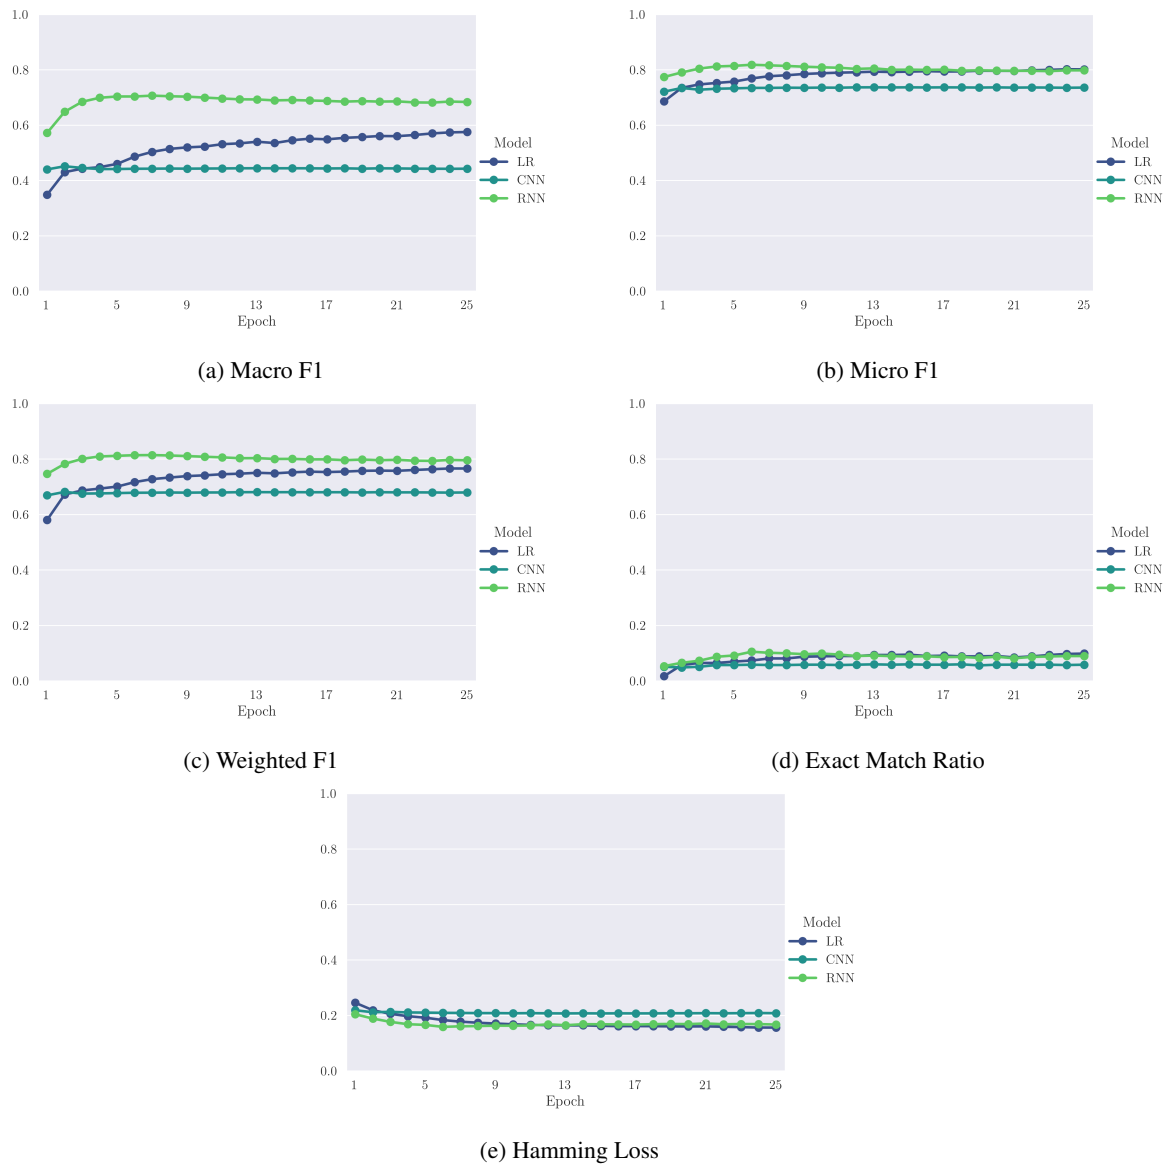 1.0
0.8
0.6
0.4
0.2
0.0
1 5 9 13 17 21 25
Epoch
Model
LR
CNN
RNN
(a) Macro F1
1.0
0.8
0.6
0.4
0.2
0.0
1 5 9 13 17 21 25
Epoch
Model
LR
CNN
RNN
(b) Micro F1
1.0
0.8
0.6
0.4
0.2
0.0
1 5 9 13 17 21 25
Epoch
Model
LR
CNN
RNN
(c) Weighted F1
1.0
0.8
0.6
0.4
0.2
0.0
1 5 9 13 17 21 25
Epoch
Model
LR
CNN
RNN
(d) Exact Match Ratio
1.0
0.8
0.6
0.4
0.2
0.0
1 5 9 13 17 21 25
Epoch
Model
LR
CNN
RNN
(e) Hamming Loss